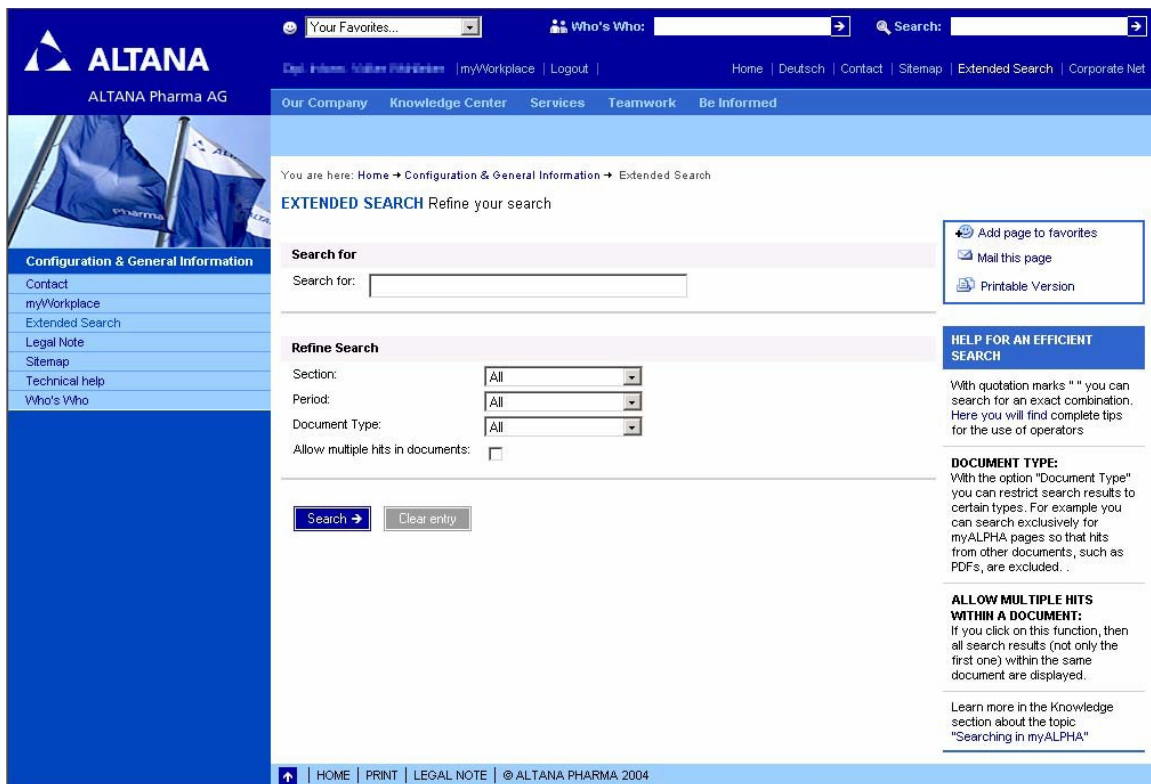 Your Favorites...
Who's Who:
Search:
ALTANA
ALTANA Pharma AG
| myWorkplace | Logout |
Home | Deutsch | Contact | Sitemap | Extended Search | Corporate Net
Our Company Knowledge Center Services Teamwork Be Informed
Pharma
You are here: Home → Configuration & General Information → Extended Search
EXTENDED SEARCH Refine your search
Configuration & General Information
Contact
myWorkplace
Extended Search
Legal Note
Sitemap
Technical help
Who's Who
Search for
Search for:
Refine Search
Section: All
Period: All
Document Type: All
Allow multiple hits in documents:
Search →
Clear entry
Add page to favorites
Mail this page
Printable Version
HELP FOR AN EFFICIENT
SEARCH
With quotation marks " " you can
search for an exact combination.
Here you will find complete tips
for the use of operators
DOCUMENT TYPE:
With the option "Document Type"
you can restrict search results to
certain types. For example you
can search exclusively for
myALPHA pages so that hits
from other documents, such as
PDFs, are excluded. .
ALLOW MULTIPLE HITS
WITHIN A DOCUMENT:
If you click on this function, then
all search results (not only the
first one) within the same
document are displayed.
Learn more in the Knowledge
section about the topic
"Searching in myALPHA"
| HOME | PRINT | LEGAL NOTE | © ALTANA PHARMA 2004